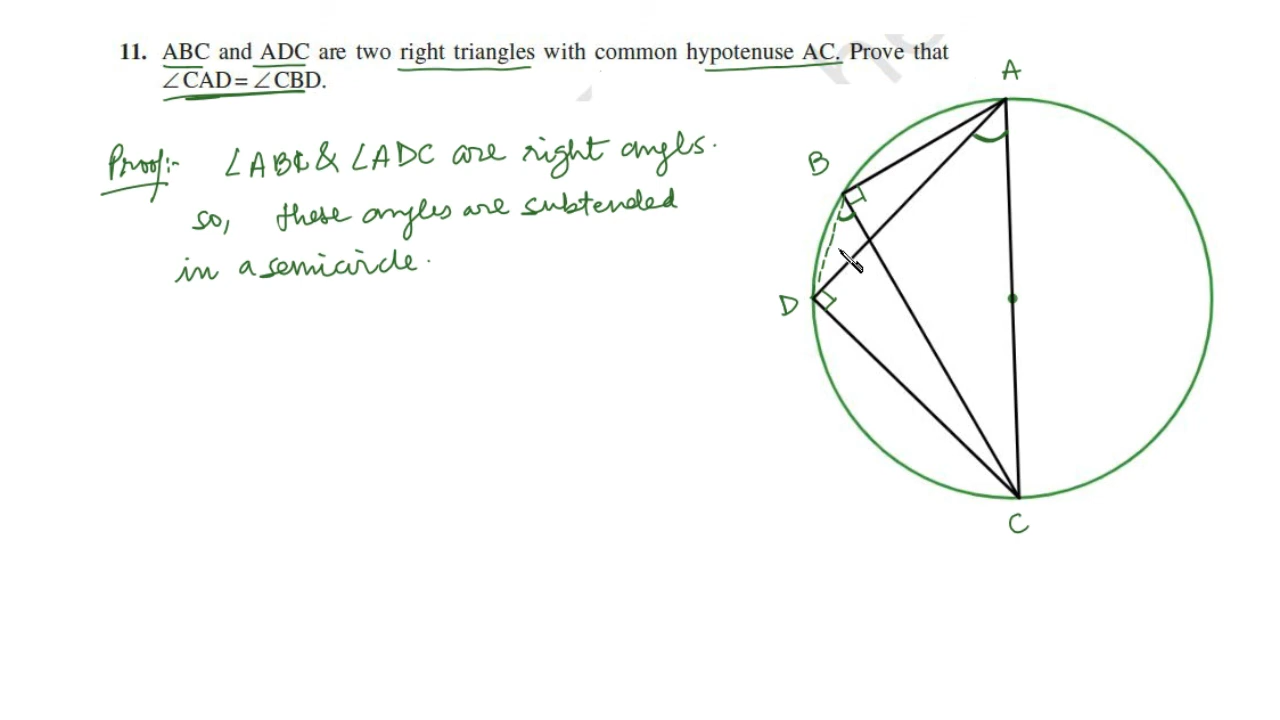 11. ABC and ADC are two right triangles with common hypotenuse AC. Prove that
∠CAD = ∠CBD.
A
Proof:- ∠ABC & ∠ADC are right angles.
B
so, these angles are subtended
in a semicircle.
D
C